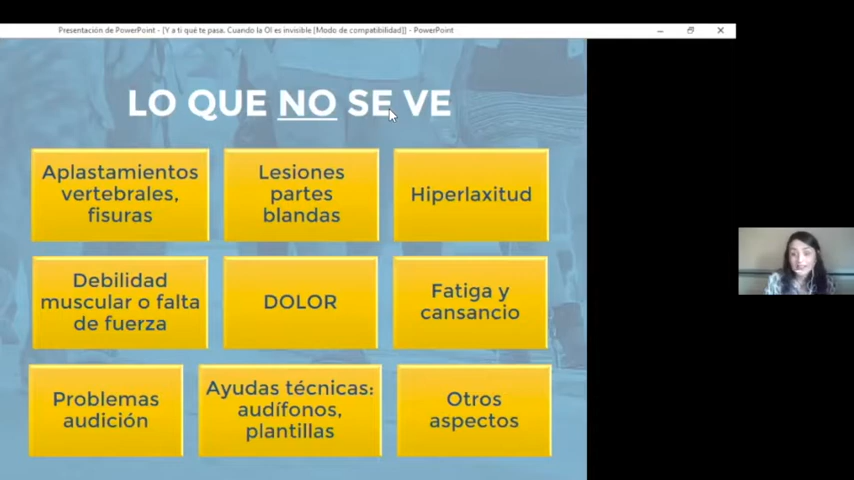 Presentación de PowerPoint - [Y a ti qué te pasa. Cuando la OI es invisible [Modo de compatibilidad]] - PowerPoint
LO QUE NO SE VE
Aplastamientos
vertebrales,
fisuras
Lesiones
partes
blandas
Hiperlaxitud
Debilidad
muscular o falta
de fuerza
DOLOR
Fatiga y
cansancio
Problemas
audición
Ayudas técnicas:
audífonos,
plantillas
Otros
aspectos